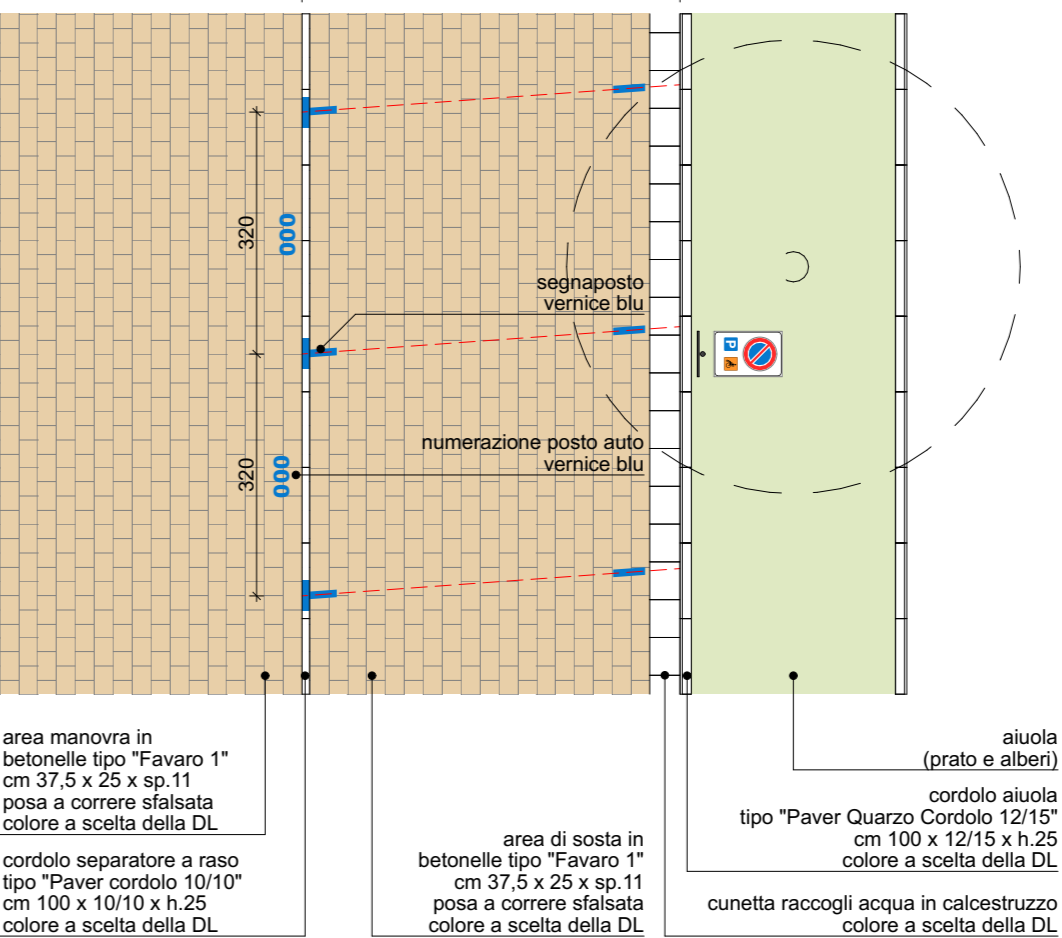 320
000
segnaposto
vernice blu
P
numerazione posto auto
vernice blu
320
000
area manovra in
betonelle tipo "Favaro 1"
cm 37,5 x 25 x sp.11
posa a correre sfalsata
colore a scelta della DL
cordolo separatore a raso
tipo "Paver cordolo 10/10"
cm 100 x 10/10 x h.25
colore a scelta della DL
area di sosta in
betonelle tipo "Favaro 1"
cm 37,5 x 25 x sp.11
posa a correre sfalsata
colore a scelta della DL
aiuola
(prato e alberi)
cordolo aiuola
tipo "Paver Quarzo Cordolo 12/15"
cm 100 x 12/15 x h.25
colore a scelta della DL
cunetta raccogli acqua in calcestruzzo
colore a scelta della DL